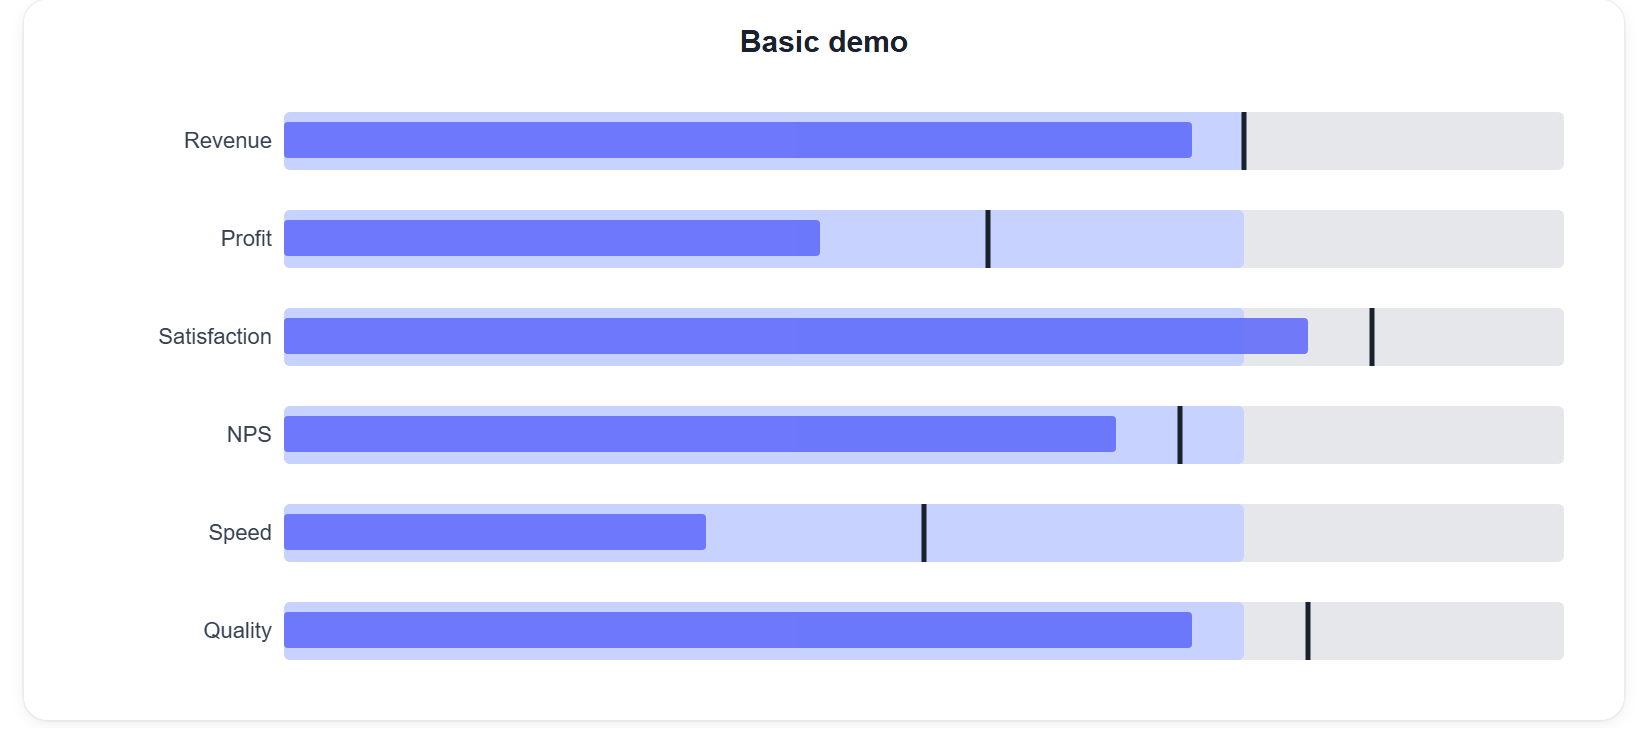 Basic demo
Revenue
Profit
Satisfaction
NPS
Speed
Quality